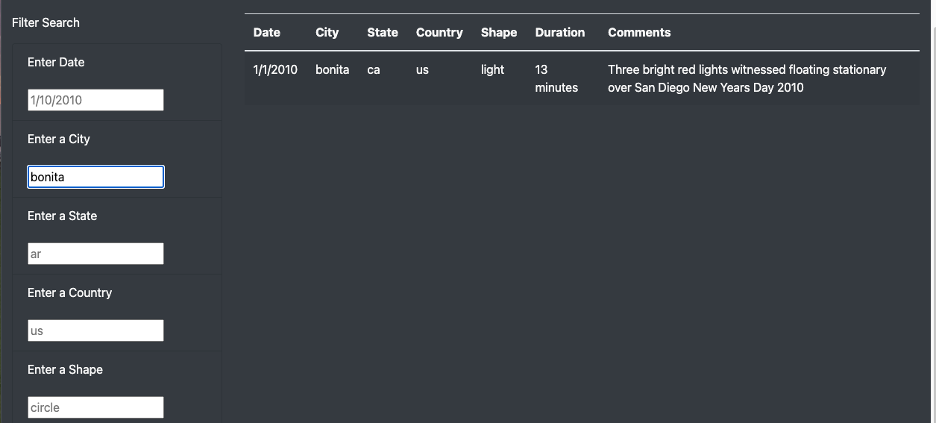 Filter Search
Enter Date
1/10/2010
Enter a City
bonita
Enter a State
ar
Enter a Country
us
Enter a Shape
circle
Date City State Country Shape Duration Comments
1/1/2010 bonita ca us light 13 minutes Three bright red lights witnessed floating stationary
over San Diego New Years Day 2010